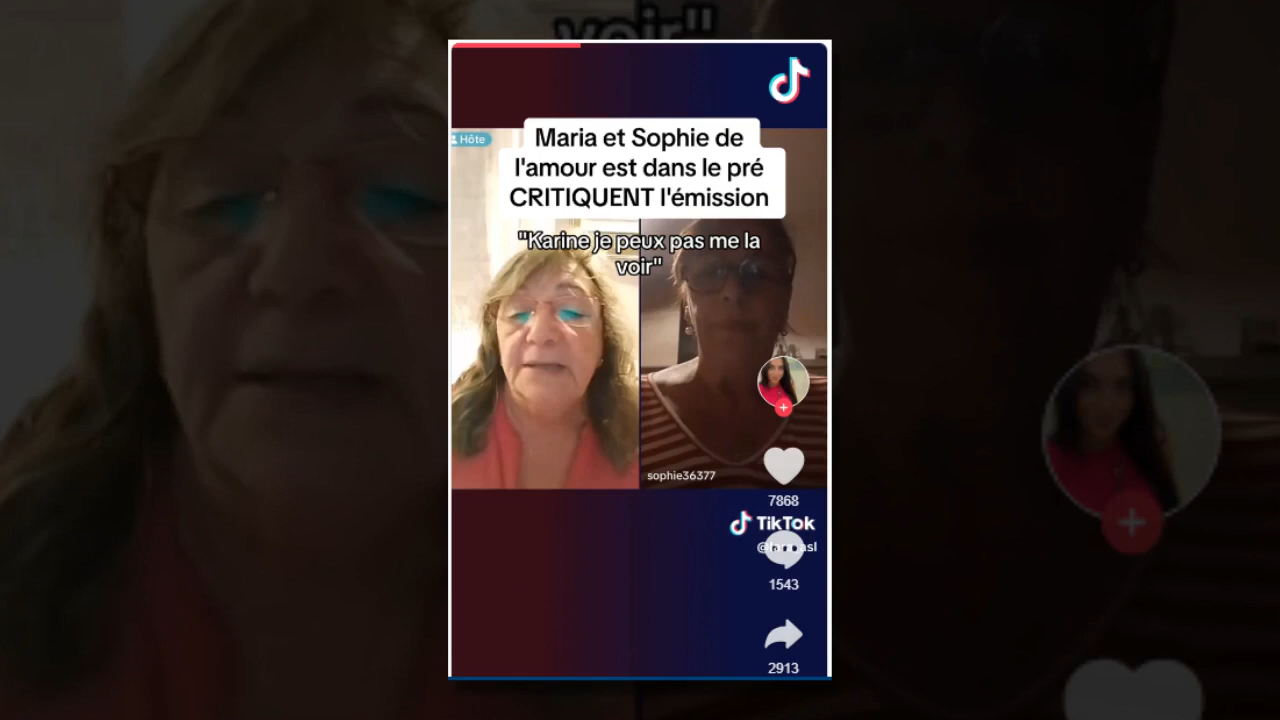 voir"
Hôte
Maria et Sophie de
l'amour est dans le pré
CRITIQUENT l'émission
"Karine je peux pas me la
voir"
sophie36377
7868
TikTok
1543
2913